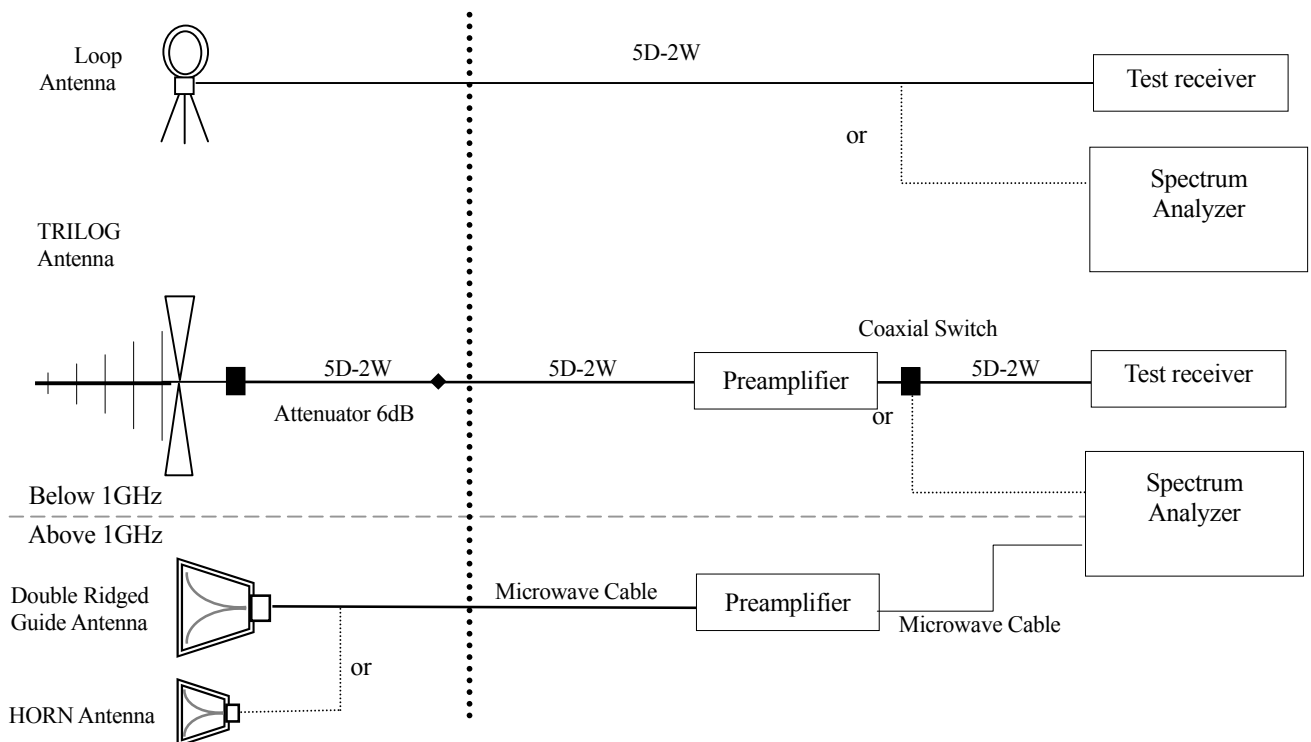 Loop
Antenna
5D-2W
Test receiver
or
Spectrum
Analyzer
TRILOG
Antenna
Coaxial Switch
5D-2W
5D-2W
Preamplifier
5D-2W
Test receiver
Attenuator 6dB
or
Below 1GHz
Spectrum
Analyzer
Above 1GHz
Double Ridged
Guide Antenna
Microwave Cable
Preamplifier
Microwave Cable
or
HORN Antenna